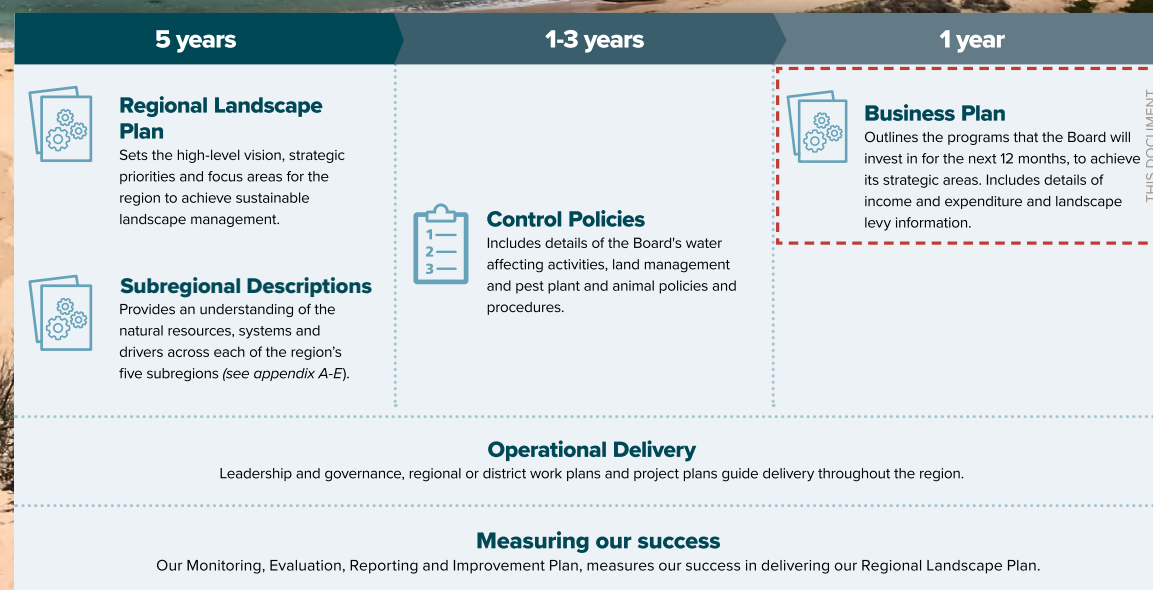 5 years
1-3 years
1 year
Regional Landscape
Plan
Sets the high-level vision, strategic
priorities and focus areas for the
region to achieve sustainable
landscape management.
Subregional Descriptions
Provides an understanding of the
natural resources, systems and
drivers across each of the region’s
five subregions (see appendix A-E).
1
2
3
Control Policies
Includes details of the Board's water
affecting activities, land management
and pest plant and animal policies and
procedures.
Business Plan
Outlines the programs that the Board will
invest in for the next 12 months, to achieve
its strategic areas. Includes details of
income and expenditure and landscape
levy information.
THIS DOCUMENT
Operational Delivery
Leadership and governance, regional or district work plans and project plans guide delivery throughout the region.
Measuring our success
Our Monitoring, Evaluation, Reporting and Improvement Plan, measures our success in delivering our Regional Landscape Plan.